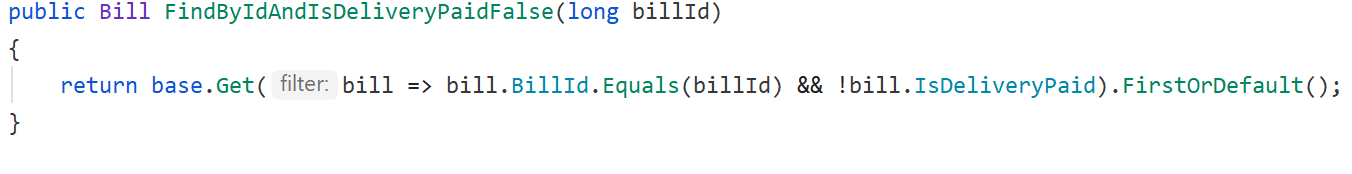 public Bill FindByIdAndIsDeliveryPaidFalse(long billId)
{
    return base.Get( filter: bill => bill.BillId.Equals(billId) && !bill.IsDeliveryPaid).FirstOrDefault();
}